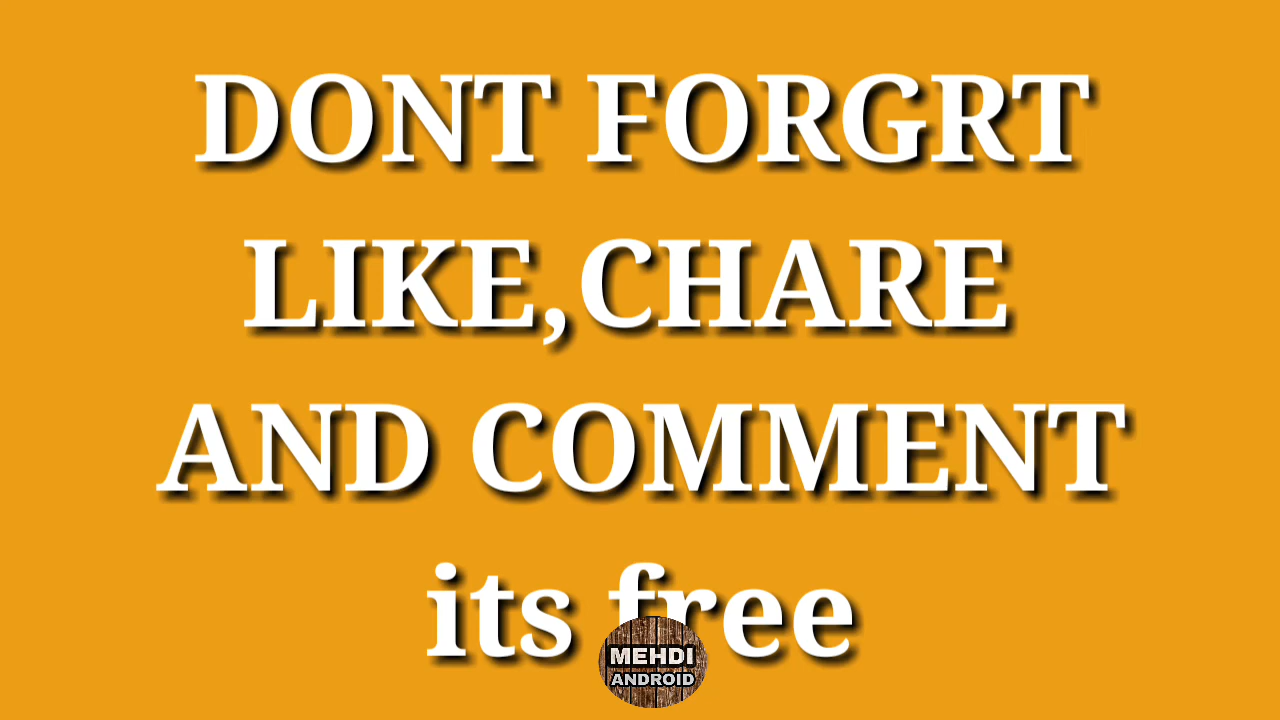 DONT FORGRT
LIKE,CHARE
AND COMMENT
its free
MEHDI
ANDROID